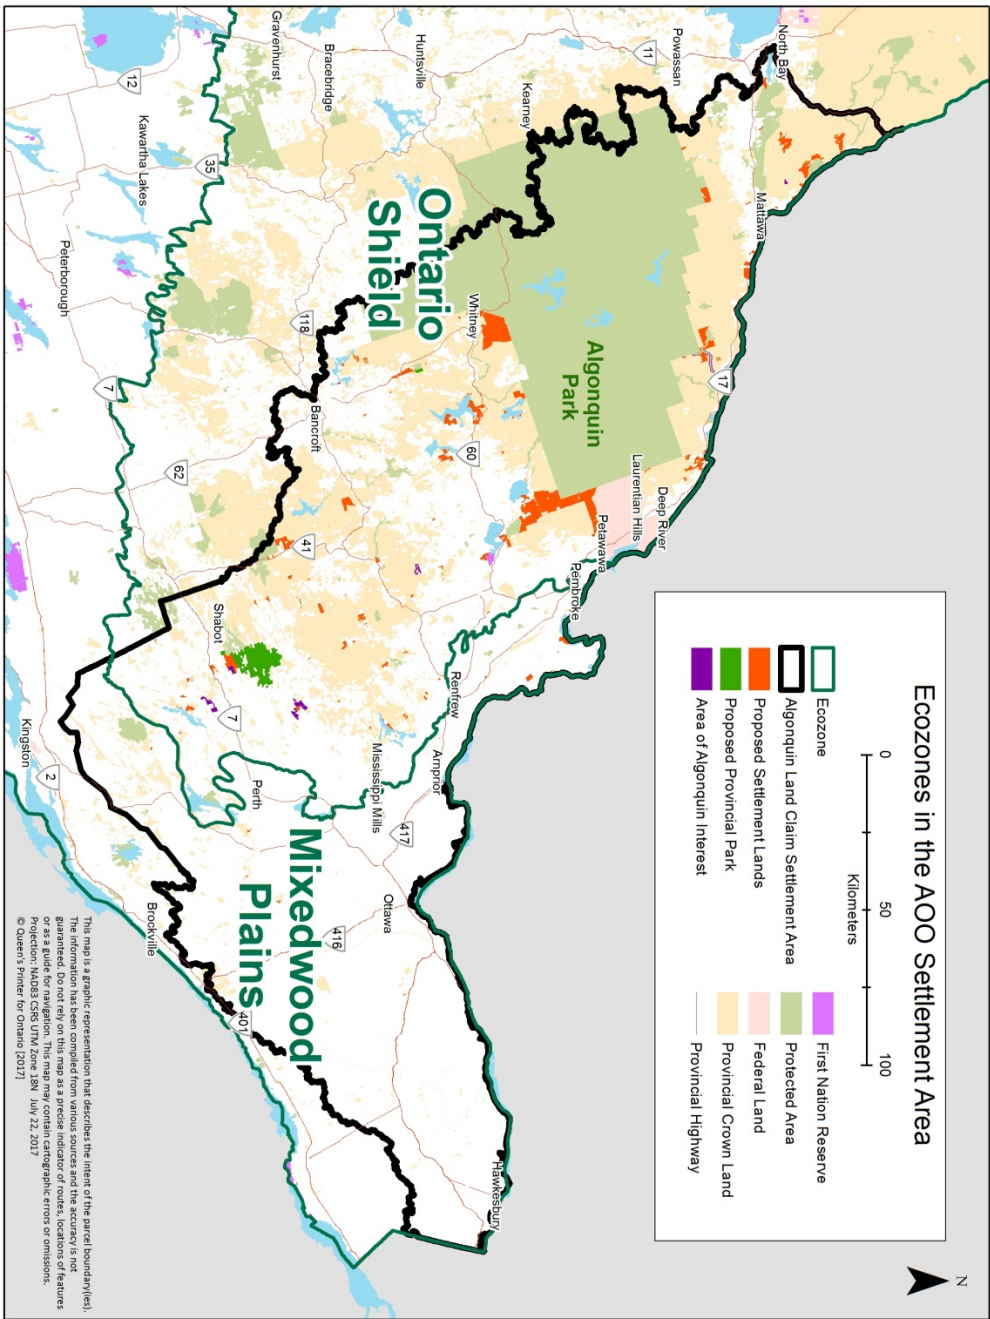 Ecozones in the AOO Settlement Area
0 50 100
Kilometers
Ecozone
Algonquin Land Claim Settlement Area
Proposed Settlement Lands
Proposed Provincial Park
Area of Algonquin Interest
First Nation Reserve
Protected Area
Federal Land
Provincial Crown Land
Provincial Highway
N
North Bay
Mattawa
Powassan
11
17
Deep River
Laurentian Hills
Petawawa
Pembroke
Algonquin
Park
Kearney
Huntsville
Whitney
60
Ontario
Shield
Bracebridge
Gravenhurst
118
Bancroft
41
Renfrew
Arnprior
Mississippi Mills
417
Ottawa
Hawkesbury
416
Mixedwood
Plains
35
62
Shabot
7
Perth
12
Kawartha Lakes
7
Peterborough
Brockville
401
Kingston
2
This map is a graphic representation that describes the intent of the parcel boundary(ies).
The information has been compiled from various sources and the accuracy is not
guaranteed. Do not rely on this map as a precise indicator of routes, locations of features
or as a guide for navigation. This map may contain cartographic errors or omissions.
Projection: NAD83 CSRS UTM Zone 18N July 22, 2017
© Queen's Printer for Ontario [2017]